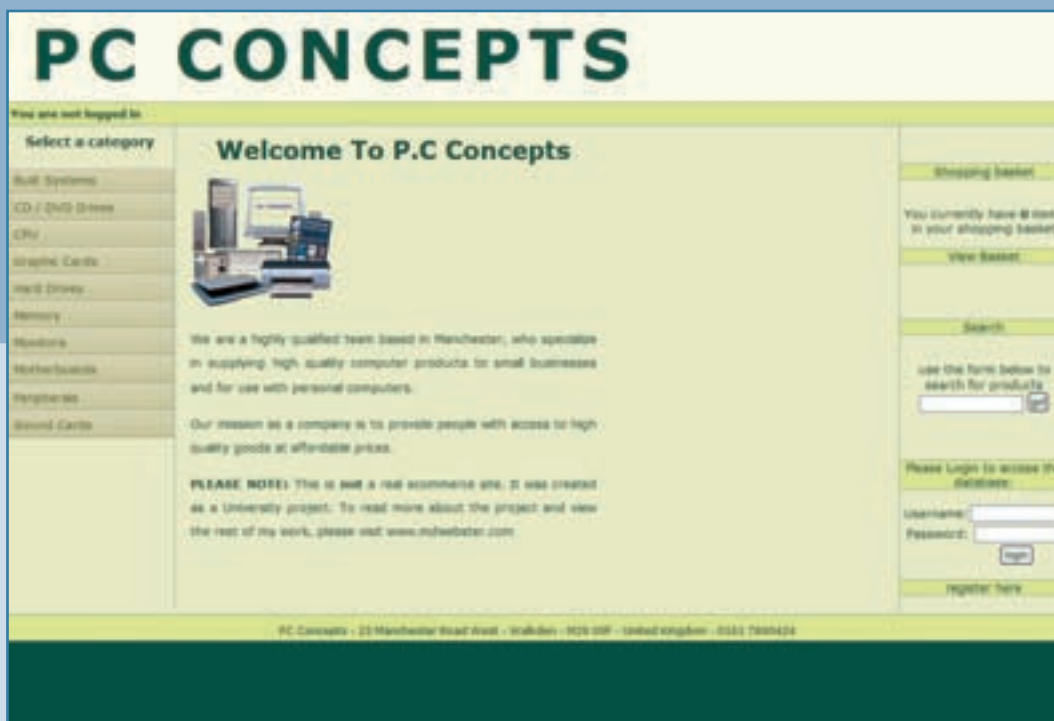 PC CONCEPTS
You are not logged in
Select a category
Built Systems
CD / DVD Drives
CPU
Graphic Cards
Hard Drives
Memory
Monitors
Motherboards
Peripherals
Sound Cards
Welcome To P.C Concepts
We are a highly qualified team based in Manchester, who specialise
in supplying high quality computer products to small businesses
and for use with personal computers.
Our mission as a company is to provide people with access to high
quality goods at affordable prices.
PLEASE NOTE: This is not a real ecommerce site. It was created
as a University project. To read more about the project and view
the rest of my work, please visit www.mdwebster.com
Shopping basket
You currently have 0
in your shopping basket
View Basket
Search
use the form below to
search for products
Please Login to access
database:
Username:
Password:
login
register here
PC Concepts - 23 Manchester Road West - Walkden - - United Kingdom - 0161